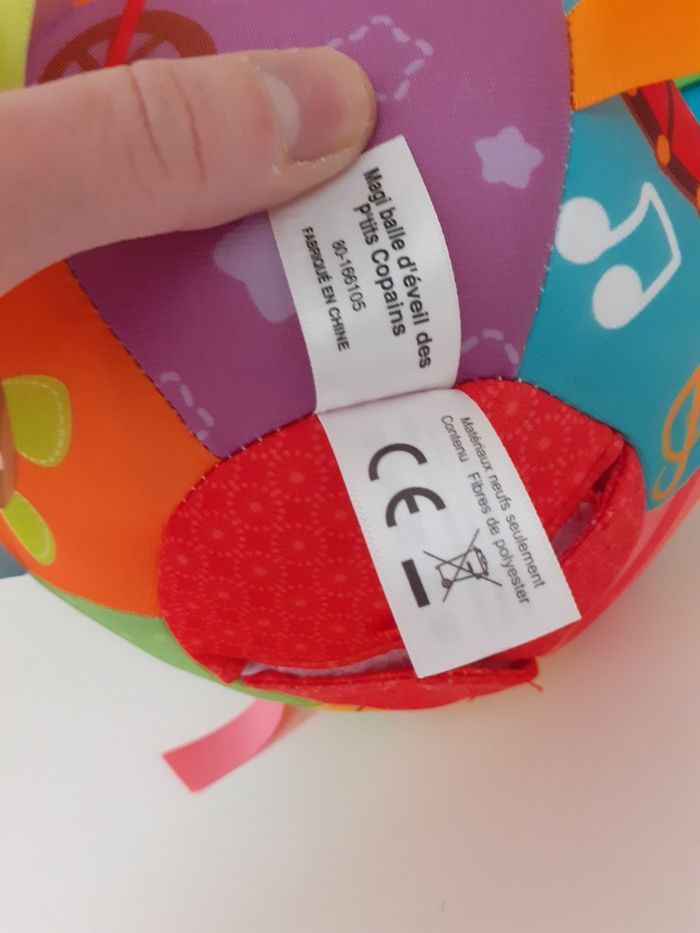 Magi balle d'éveil des
P'tits Copains
80-166105
FABRIQUÉ EN CHINE
Matériaux neufs seulement
Contenu Fibres de polyester
CE